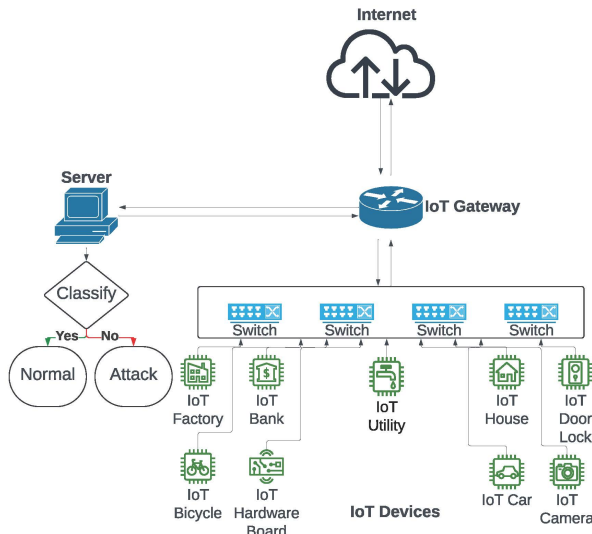 Internet
Server
IoT Gateway
Classify
Switch
Switch
Switch
Switch
Yes
No
Normal
Attack
IoT
Factory
IoT
Bank
IoT
Utility
IoT
House
IoT
Door
Lock
IoT
Bicycle
IoT
Hardware
Board
IoT Devices
IoT Car
IoT
Camera
$